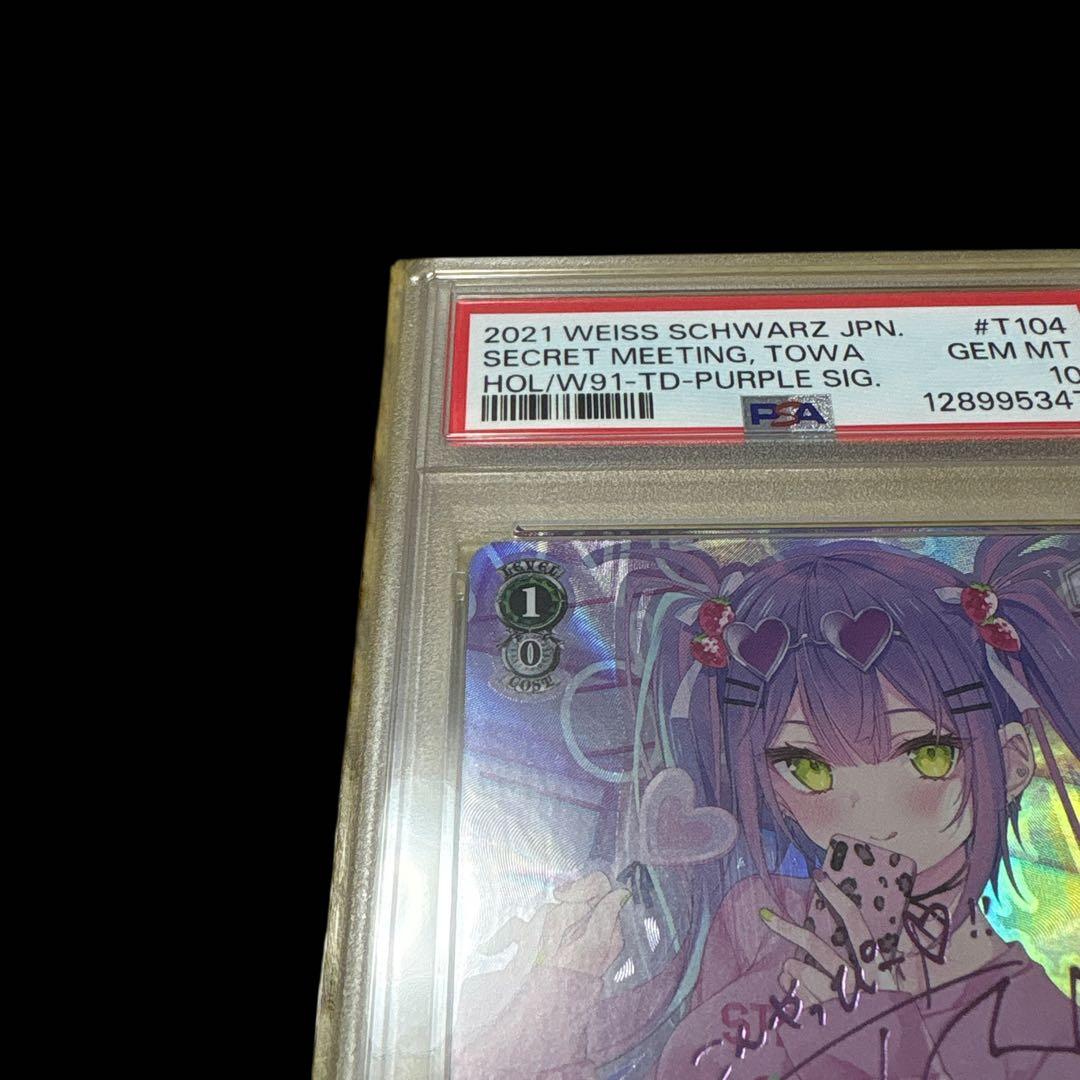 2021 WEISS SCHWARZ JPN. #T104
SECRET MEETING, TOWA GEM MT
HOL/W91-TD-PURPLE SIG. 10
PSA 12899534
LEVEL
1
0
COST